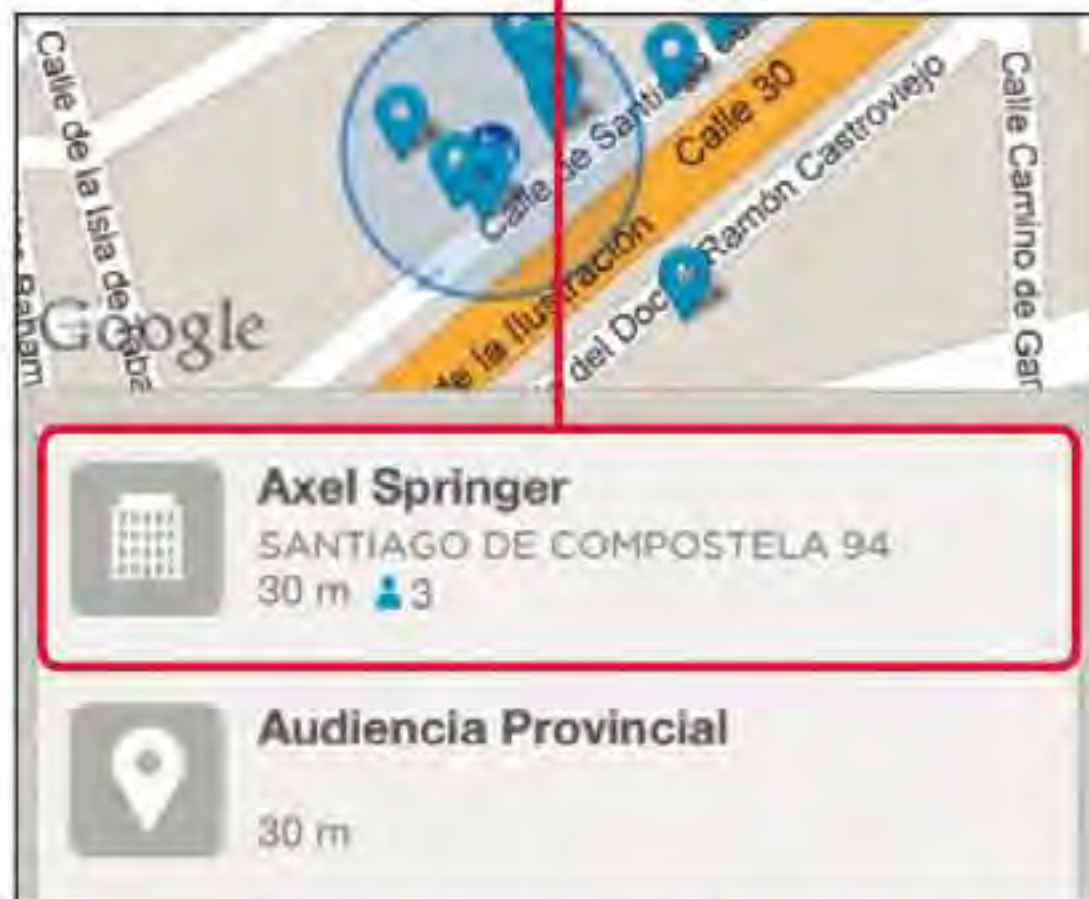 Calle de la Isla de Taba
Calle de Santiago
Calle 30
de la Ilustración
del Doc Ramón Castroviejo
Calle Camino de Gar
Google
Axel Springer
SANTIAGO DE COMPOSTELA 94
30 m 3
Audiencia Provincial
30 m